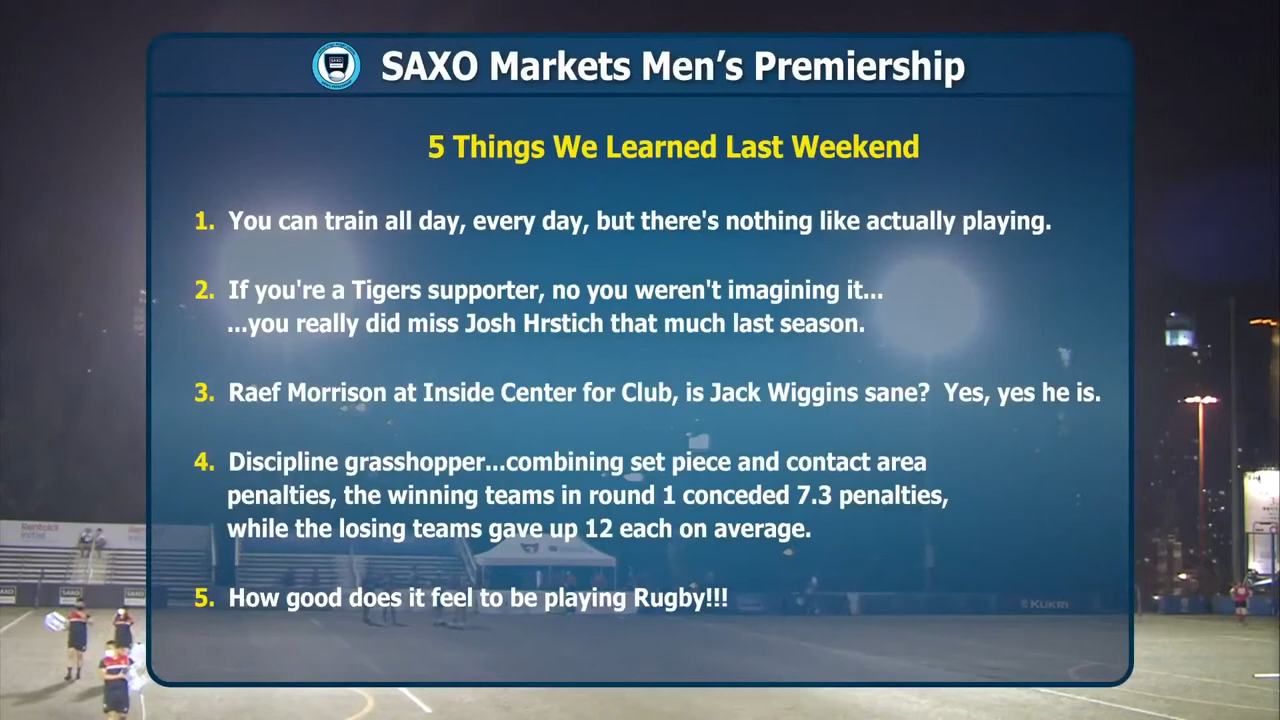 SAXO Markets Men's Premiership
5 Things We Learned Last Weekend
1. You can train all day, every day, but there's nothing like actually playing.
2. If you're a Tigers supporter, no you weren't imagining it...
...you really did miss Josh Hrstich that much last season.
3. Raef Morrison at Inside Center for Club, is Jack Wiggins sane? Yes, yes he is.
4. Discipline grasshopper...combining set piece and contact area
penalties, the winning teams in round 1 conceded 7.3 penalties,
while the losing teams gave up 12 each on average.
5. How good does it feel to be playing Rugby!!!
Rentokil
Initial
SAXO
KUKRI